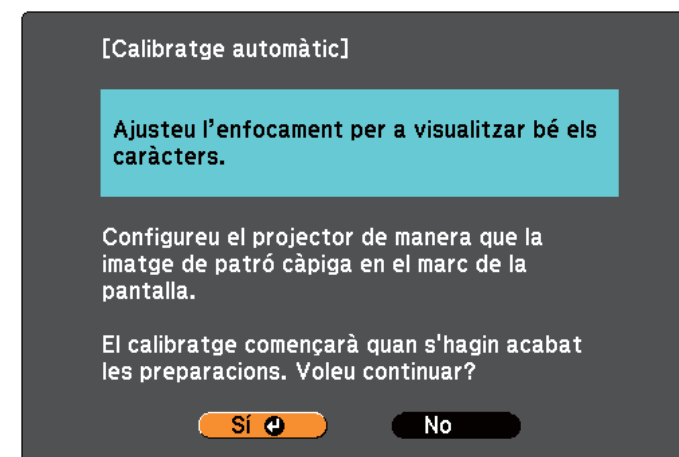 [Calibratge automàtic]
Ajusteu l’enfocament per a visualitzar bé els
caràcters.
Configureu el projector de manera que la
imatge de patró càpiga en el marc de la
pantalla.
El calibratge començarà quan s'hagin acabat
les preparacions. Voleu continuar?
Sí No